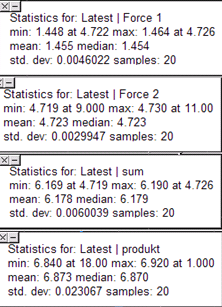 Statistics for: Latest | Force 1
min: 1.448 at 4.722 max: 1.464 at 4.726
mean: 1.455 median: 1.454
std. dev: 0.0046022 samples: 20
Statistics for: Latest | Force 2
min: 4.719 at 9.000 max: 4.730 at 11.00
mean: 4.723 median: 4.723
std. dev: 0.0029947 samples: 20
Statistics for: Latest | sum
min: 6.169 at 4.719 max: 6.190 at 4.726
mean: 6.178 median: 6.179
std. dev: 0.0060039 samples: 20
Statistics for: Latest | produkt
min: 6.840 at 18.00 max: 6.920 at 1.000
mean: 6.873 median: 6.870
std. dev: 0.023067 samples: 20